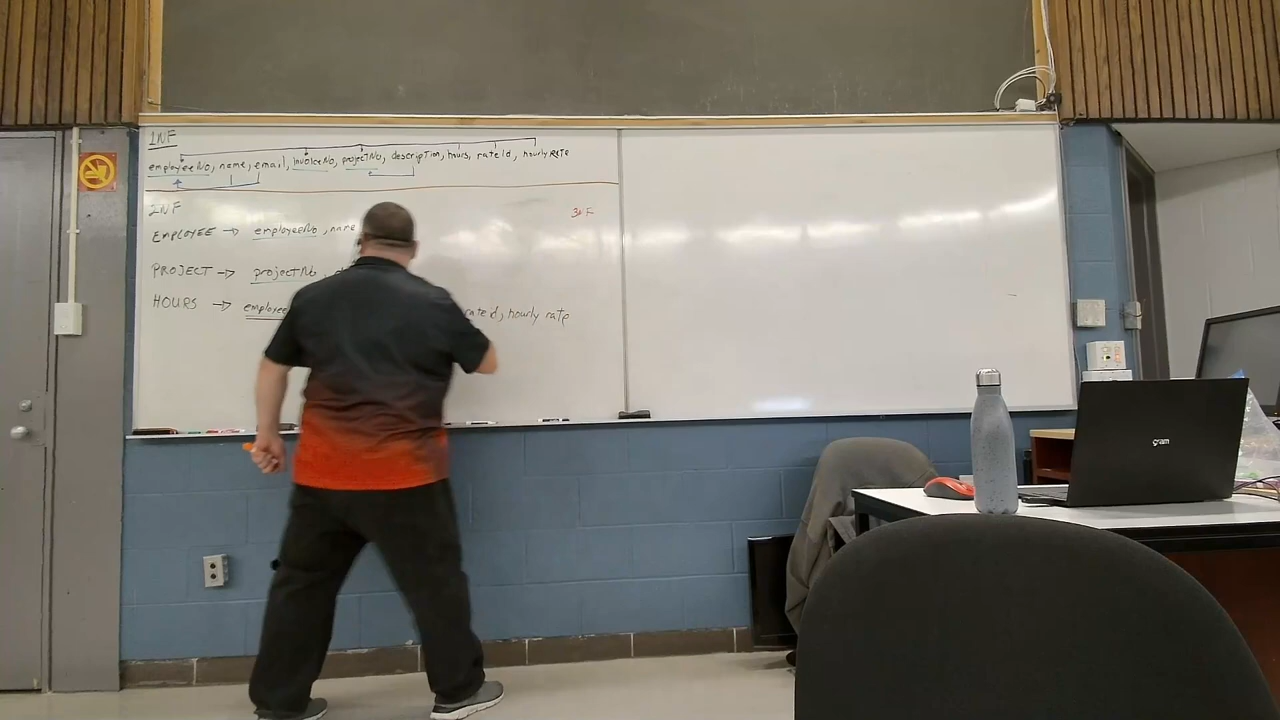 1NF
employeeNo, name, email, invoiceNo, projectNo, description, hours, rateId, hourly RATE
2NF
3NF
EMPLOYEE → employeeNo, name
PROJECT → projectNo,
HOURS → employee rateId, hourly rate
gram